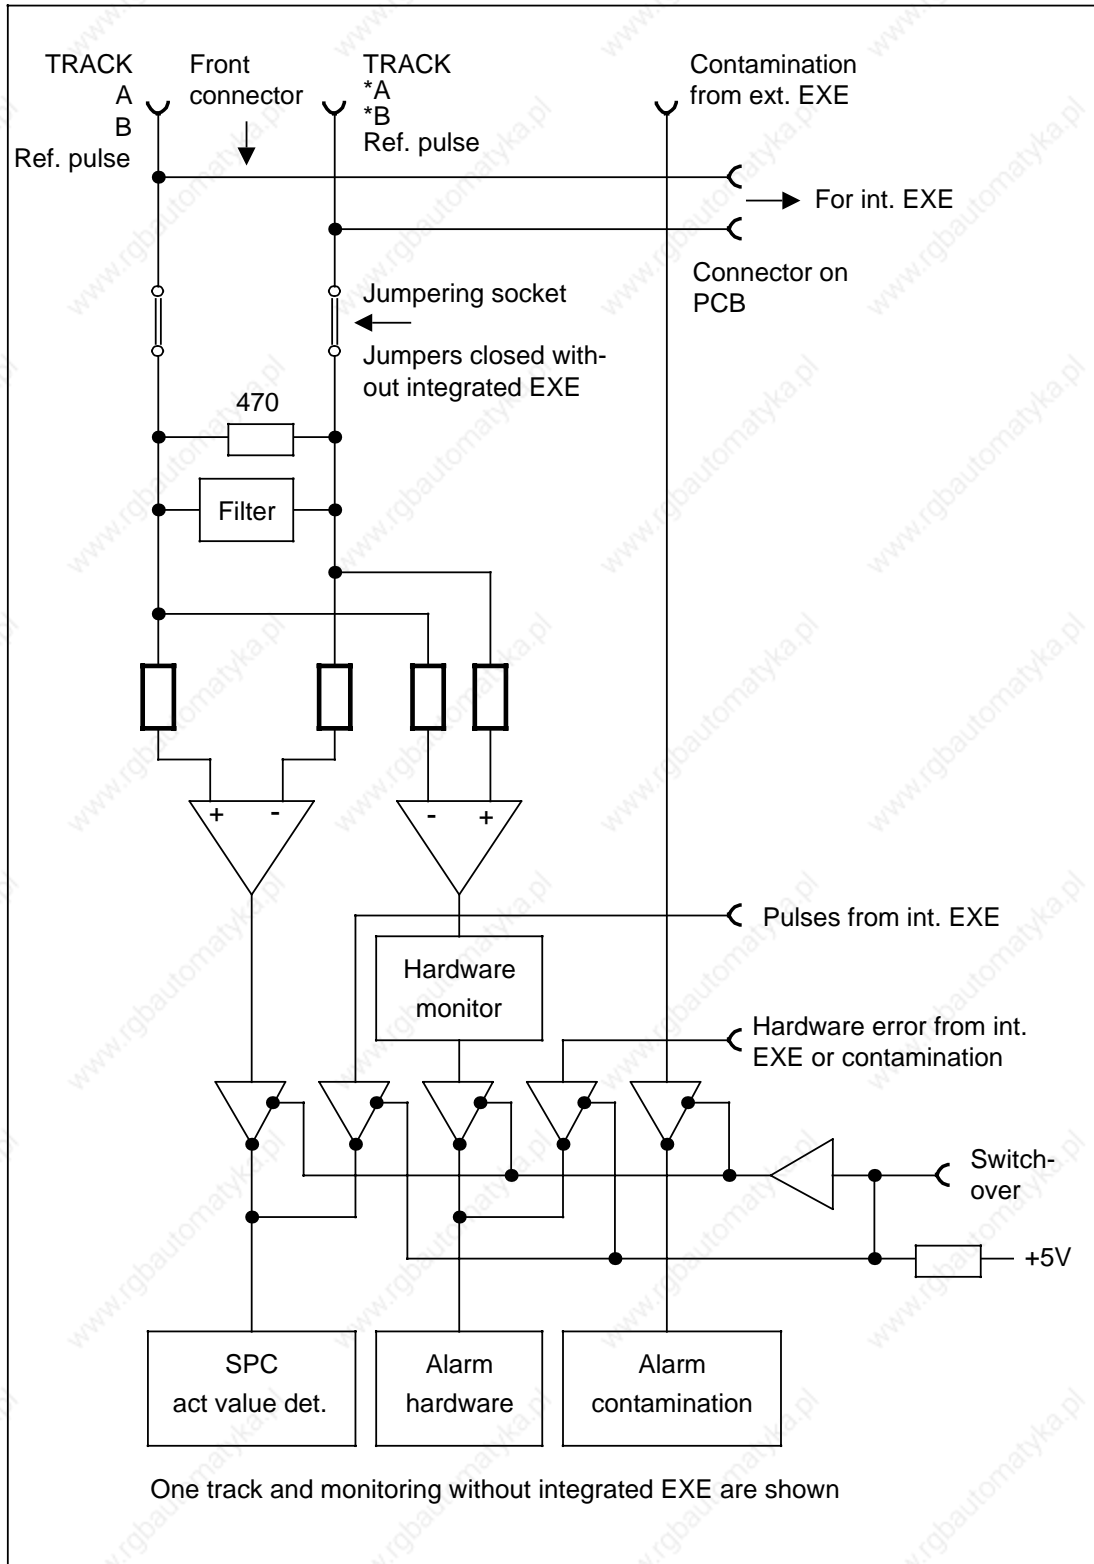 TRACK
A
B
Ref. pulse
Front
connector
TRACK
*A
*B
Ref. pulse
Contamination
from ext. EXE
For int. EXE
Connector on
PCB
Jumpering socket
Jumpers closed with-
out integrated EXE
470
Filter
+ -
- +
Pulses from int. EXE
Hardware
monitor
Hardware error from int.
EXE or contamination
Switch-
over
+5V
SPC
act value det.
Alarm
hardware
Alarm
contamination
One track and monitoring without integrated EXE are shown
www.rgbautomatyka.pl